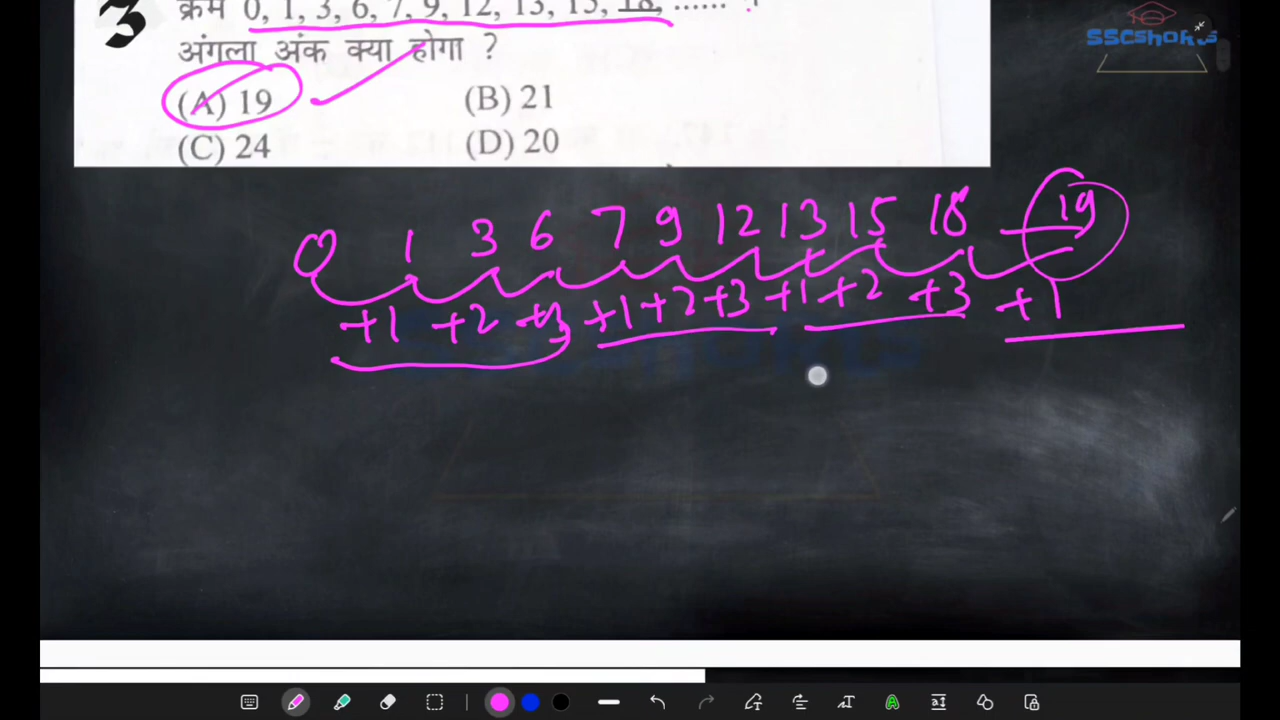 3 क्रम 0, 1, 3, 6, 7, 9, 12, 13, 15, 18, ......
अंगला अंक क्या होगा ?
(A) 19 (B) 21
(C) 24 (D) 20
SSCshorts
0 1 3 6 7 9 12 13 15 18 19
+1 +2 +3 +1 +2 +3 +1 +2 +3 +1